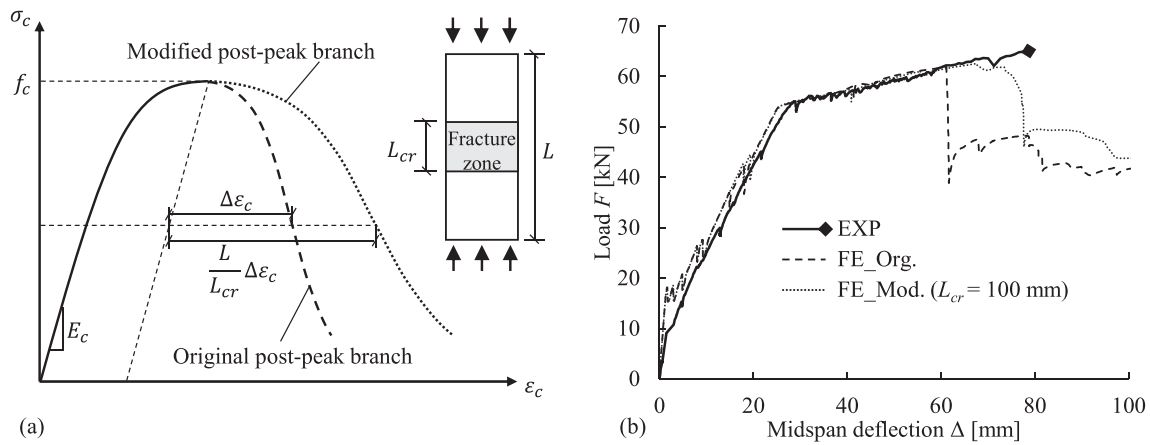 σc
Modified post-peak branch
fc
Fracture
zone
Lcr
L
Δεc
L
Lcr
Δεc
Ec
Original post-peak branch
εc
(a)
70
60
50
40
30
20
10
0
Load F [kN]
EXP
FE_Org.
FE_Mod. (Lcr = 100 mm)
0 20 40 60 80 100
Midspan deflection Δ [mm]
(b)